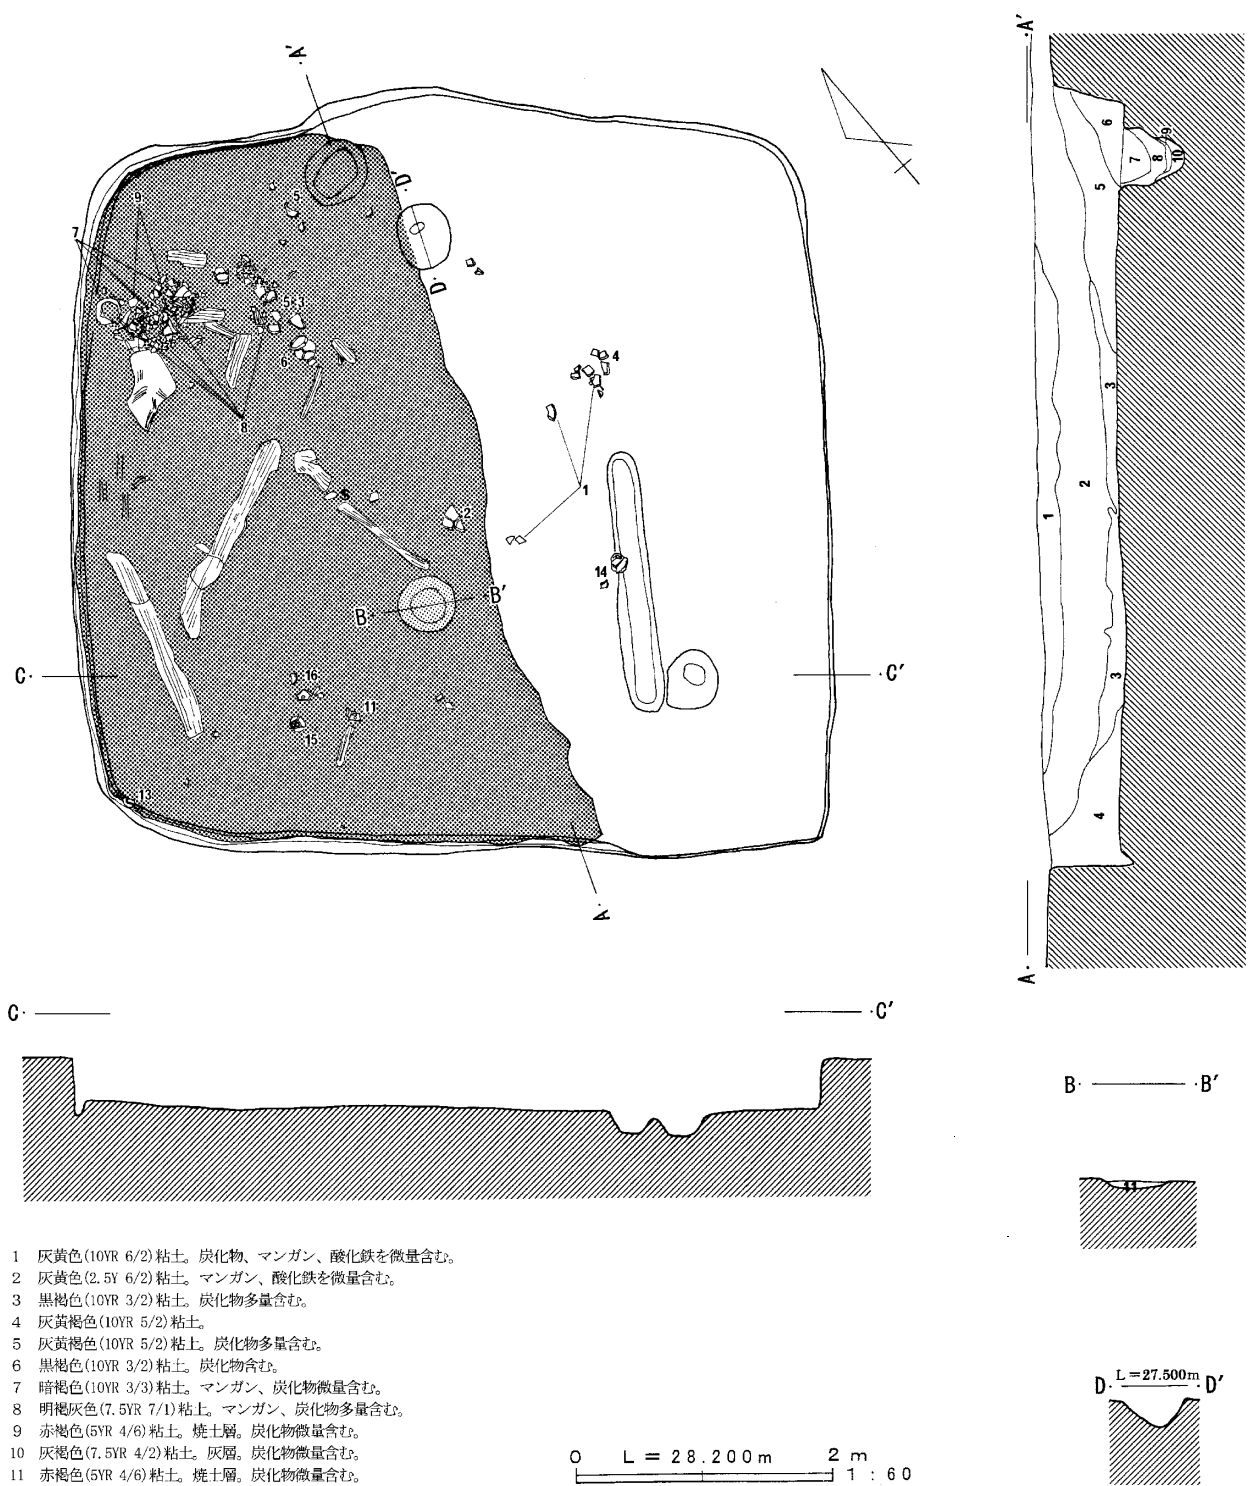 ·A'
·D'
D·
9
7
5
5·3
6
8
4
1
S
2
14
B·
·B'
C·
·C'
16
11
15
13
A·
·A'
6
9
7
8
10
5
3
2
1
3
4
A·
C·
·C'
B·
·B'
11
D·
L=27.500m
·D'
1 灰黄色(10YR 6/2)粘土。炭化物、マンガン、酸化鉄を微量含む。
2 灰黄色(2.5Y 6/2)粘土。マンガン、酸化鉄を微量含む。
3 黒褐色(10YR 3/2)粘土。炭化物多量含む。
4 灰黄褐色(10YR 5/2)粘土。
5 灰黄褐色(10YR 5/2)粘土。炭化物多量含む。
6 黒褐色(10YR 3/2)粘土。炭化物含む。
7 暗褐色(10YR 3/3)粘土。マンガン、炭化物微量含む。
8 明褐灰色(7.5YR 7/1)粘土。マンガン、炭化物多量含む。
9 赤褐色(5YR 4/6)粘土。焼土層。炭化物微量含む。
10 灰褐色(7.5YR 4/2)粘土。灰層。炭化物微量含む。
11 赤褐色(5YR 4/6)粘土。焼土層。炭化物微量含む。
0 L=28.200m 2m
1:60